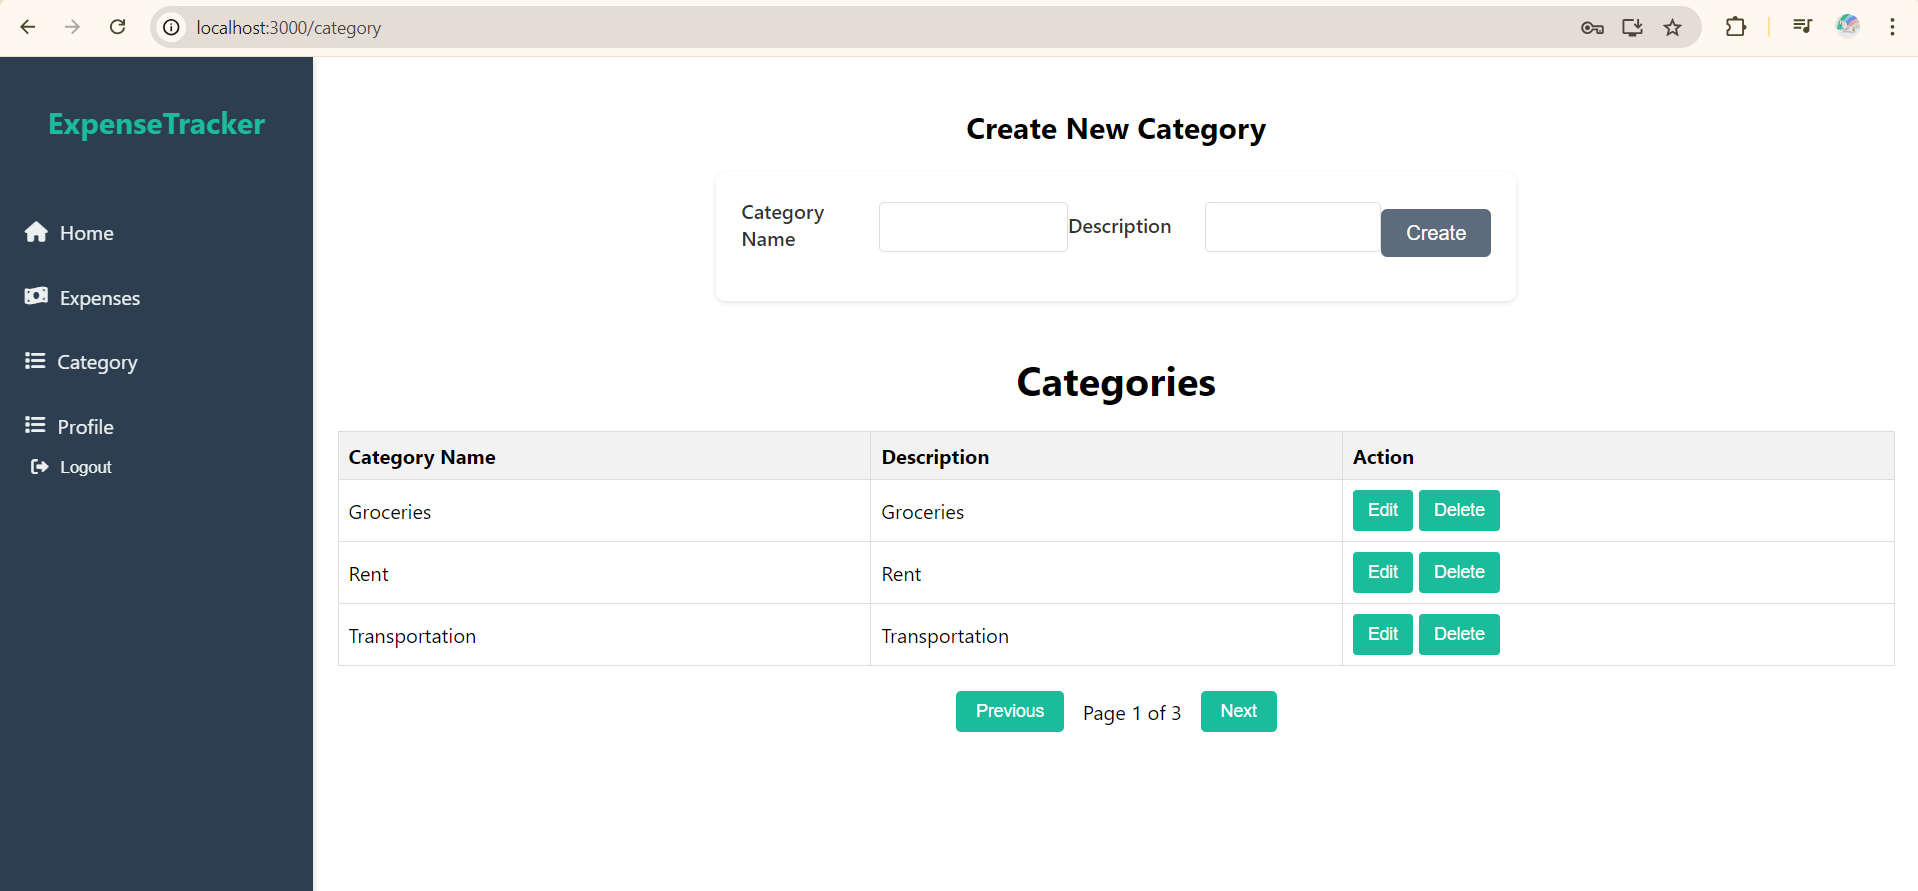 localhost:3000/category
ExpenseTracker
Home
Expenses
Category
Profile
Logout
Create New Category
Category
Name
Description
Create
Categories
Category Name Description Action
Groceries Groceries Edit Delete
Rent Rent Edit Delete
Transportation Transportation Edit Delete
Previous Page 1 of 3 Next